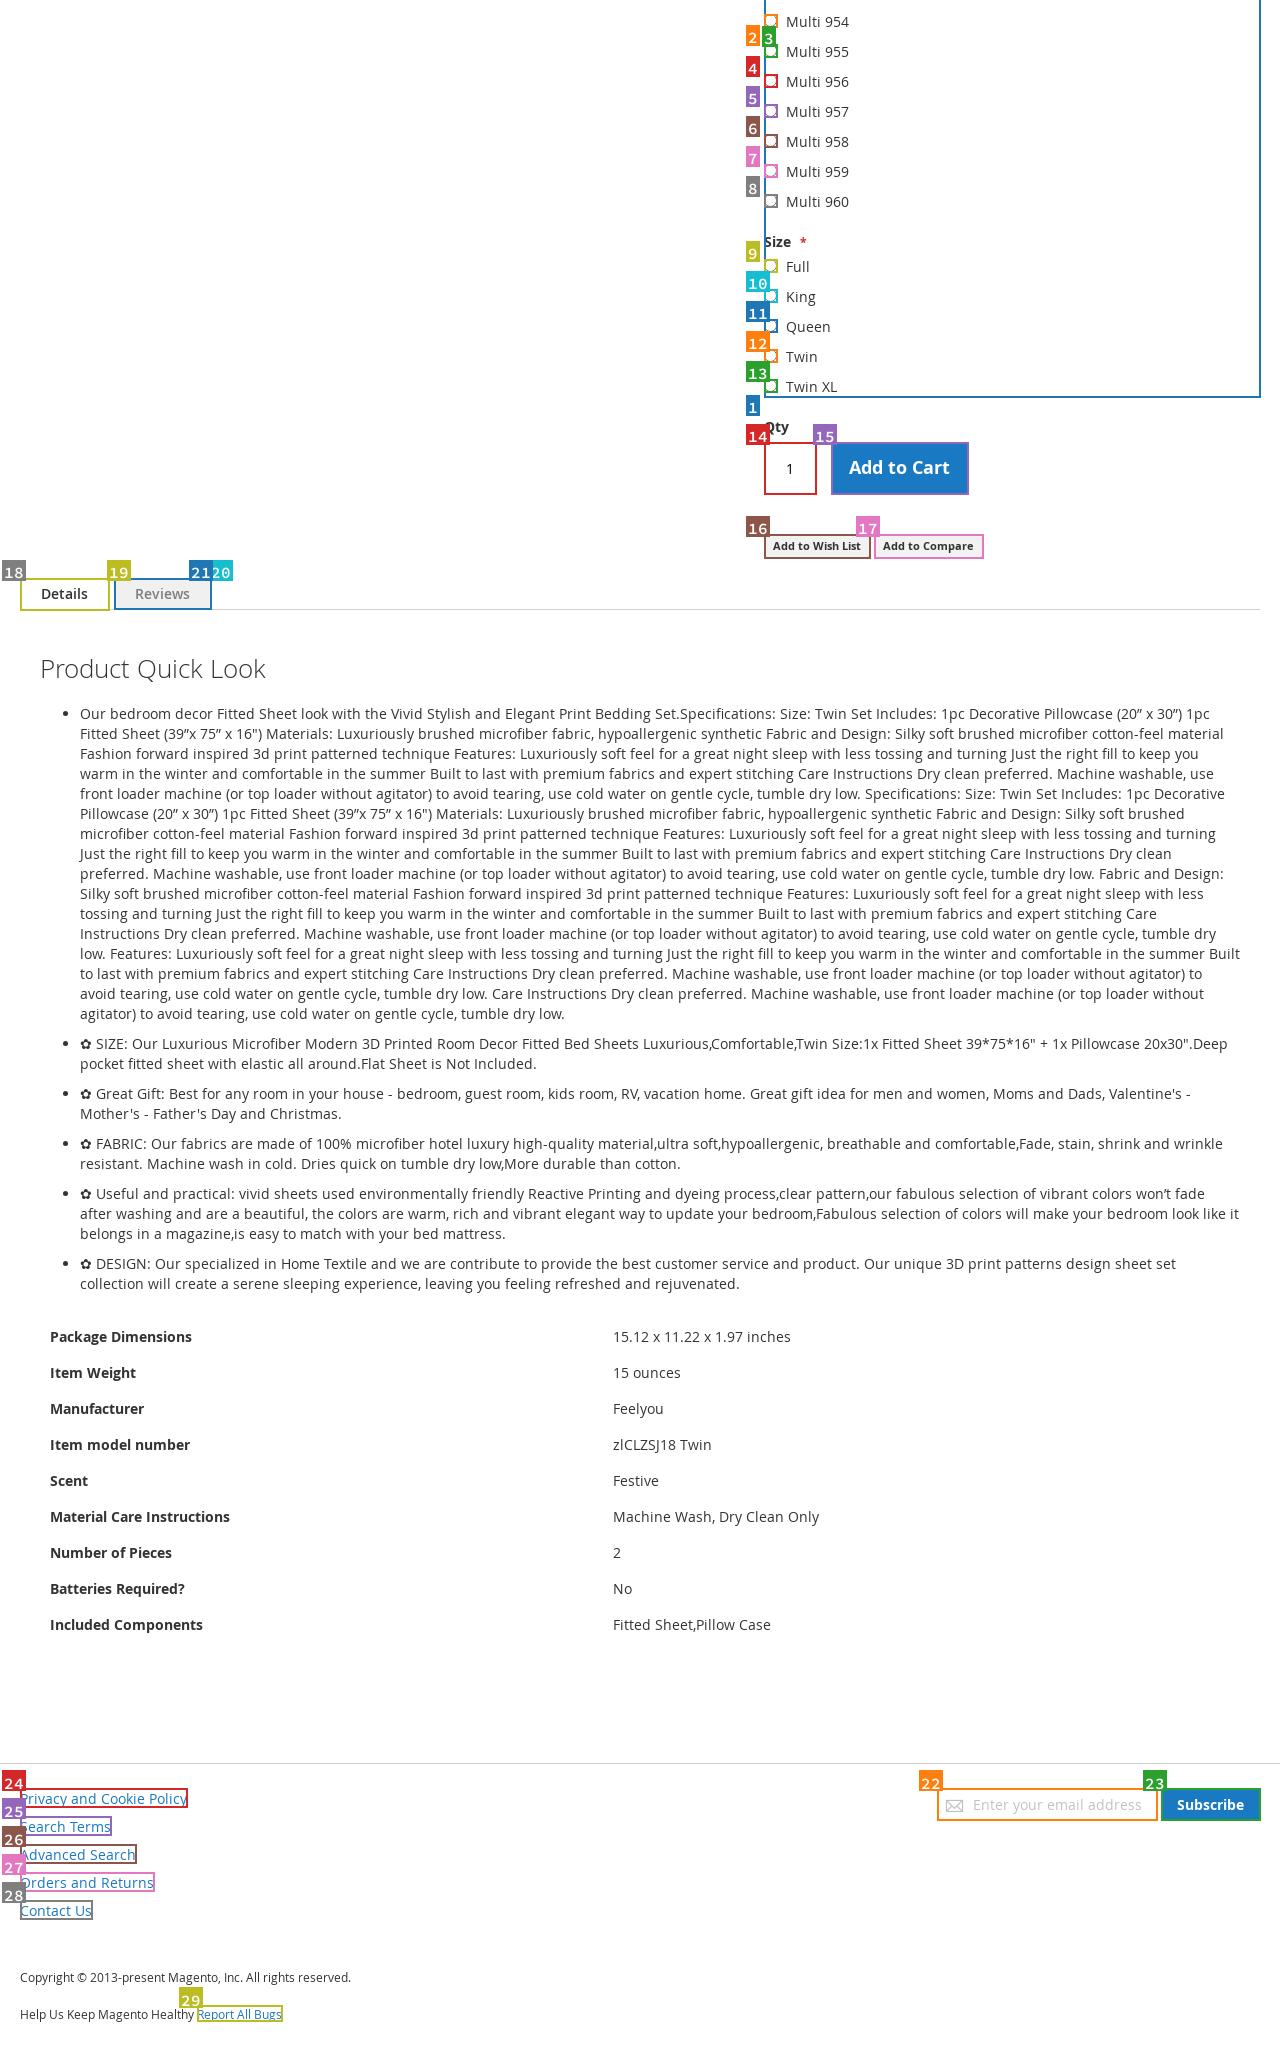 2
Multi 954
3
Multi 955
4
Multi 956
5
Multi 957
6
Multi 958
7
Multi 959
8
Multi 960
Size *
9
Full
10
King
11
Queen
12
Twin
13
Twin XL
1
Qty
14
15
1
Add to Cart
16
17
Add to Wish List
Add to Compare
18
19
21
20
Details
Reviews
Product Quick Look
• Our bedroom decor Fitted Sheet look with the Vivid Stylish and Elegant Print Bedding Set.Specifications: Size: Twin Set Includes: 1pc Decorative Pillowcase (20” x 30”) 1pc
Fitted Sheet (39”x 75” x 16") Materials: Luxuriously brushed microfiber fabric, hypoallergenic synthetic Fabric and Design: Silky soft brushed microfiber cotton-feel material
Fashion forward inspired 3d print patterned technique Features: Luxuriously soft feel for a great night sleep with less tossing and turning Just the right fill to keep you
warm in the winter and comfortable in the summer Built to last with premium fabrics and expert stitching Care Instructions Dry clean preferred. Machine washable, use
front loader machine (or top loader without agitator) to avoid tearing, use cold water on gentle cycle, tumble dry low. Specifications: Size: Twin Set Includes: 1pc Decorative
Pillowcase (20” x 30”) 1pc Fitted Sheet (39”x 75” x 16") Materials: Luxuriously brushed microfiber fabric, hypoallergenic synthetic Fabric and Design: Silky soft brushed
microfiber cotton-feel material Fashion forward inspired 3d print patterned technique Features: Luxuriously soft feel for a great night sleep with less tossing and turning
Just the right fill to keep you warm in the winter and comfortable in the summer Built to last with premium fabrics and expert stitching Care Instructions Dry clean
preferred. Machine washable, use front loader machine (or top loader without agitator) to avoid tearing, use cold water on gentle cycle, tumble dry low. Fabric and Design:
Silky soft brushed microfiber cotton-feel material Fashion forward inspired 3d print patterned technique Features: Luxuriously soft feel for a great night sleep with less
tossing and turning Just the right fill to keep you warm in the winter and comfortable in the summer Built to last with premium fabrics and expert stitching Care
Instructions Dry clean preferred. Machine washable, use front loader machine (or top loader without agitator) to avoid tearing, use cold water on gentle cycle, tumble dry
low. Features: Luxuriously soft feel for a great night sleep with less tossing and turning Just the right fill to keep you warm in the winter and comfortable in the summer Built
to last with premium fabrics and expert stitching Care Instructions Dry clean preferred. Machine washable, use front loader machine (or top loader without agitator) to
avoid tearing, use cold water on gentle cycle, tumble dry low. Care Instructions Dry clean preferred. Machine washable, use front loader machine (or top loader without
agitator) to avoid tearing, use cold water on gentle cycle, tumble dry low.
• ✿ SIZE: Our Luxurious Microfiber Modern 3D Printed Room Decor Fitted Bed Sheets Luxurious,Comfortable,Twin Size:1x Fitted Sheet 39*75*16" + 1x Pillowcase 20x30".Deep
pocket fitted sheet with elastic all around.Flat Sheet is Not Included.
• ✿ Great Gift: Best for any room in your house - bedroom, guest room, kids room, RV, vacation home. Great gift idea for men and women, Moms and Dads, Valentine's -
Mother's - Father's Day and Christmas.
• ✿ FABRIC: Our fabrics are made of 100% microfiber hotel luxury high-quality material,ultra soft,hypoallergenic, breathable and comfortable,Fade, stain, shrink and wrinkle
resistant. Machine wash in cold. Dries quick on tumble dry low,More durable than cotton.
• ✿ Useful and practical: vivid sheets used environmentally friendly Reactive Printing and dyeing process,clear pattern,our fabulous selection of vibrant colors won’t fade
after washing and are a beautiful, the colors are warm, rich and vibrant elegant way to update your bedroom,Fabulous selection of colors will make your bedroom look like it
belongs in a magazine,is easy to match with your bed mattress.
• ✿ DESIGN: Our specialized in Home Textile and we are contribute to provide the best customer service and product. Our unique 3D print patterns design sheet set
collection will create a serene sleeping experience, leaving you feeling refreshed and rejuvenated.
Package Dimensions 15.12 x 11.22 x 1.97 inches
Item Weight 15 ounces
Manufacturer Feelyou
Item model number zlCLZSJ18 Twin
Scent Festive
Material Care Instructions Machine Wash, Dry Clean Only
Number of Pieces 2
Batteries Required? No
Included Components Fitted Sheet,Pillow Case
24
22
23
Privacy and Cookie Policy
Enter your email address
Subscribe
25
Search Terms
26
Advanced Search
27
Orders and Returns
28
Contact Us
Copyright © 2013-present Magento, Inc. All rights reserved.
29
Help Us Keep Magento Healthy Report All Bugs